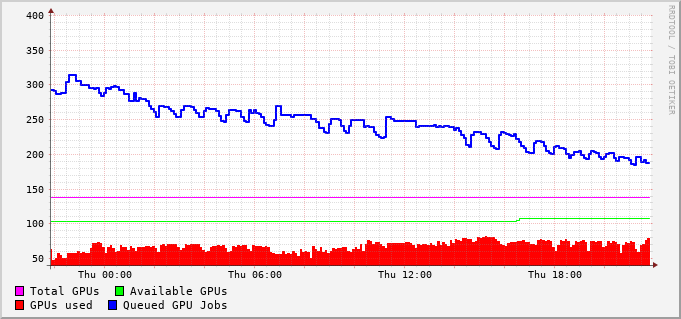 400
350
300
250
200
150
100
50
Thu 00:00 Thu 06:00 Thu 12:00 Thu 18:00
Total GPUs Available GPUs
GPUs used Queued GPU Jobs
RRDTOOL / TOBI OETIKER